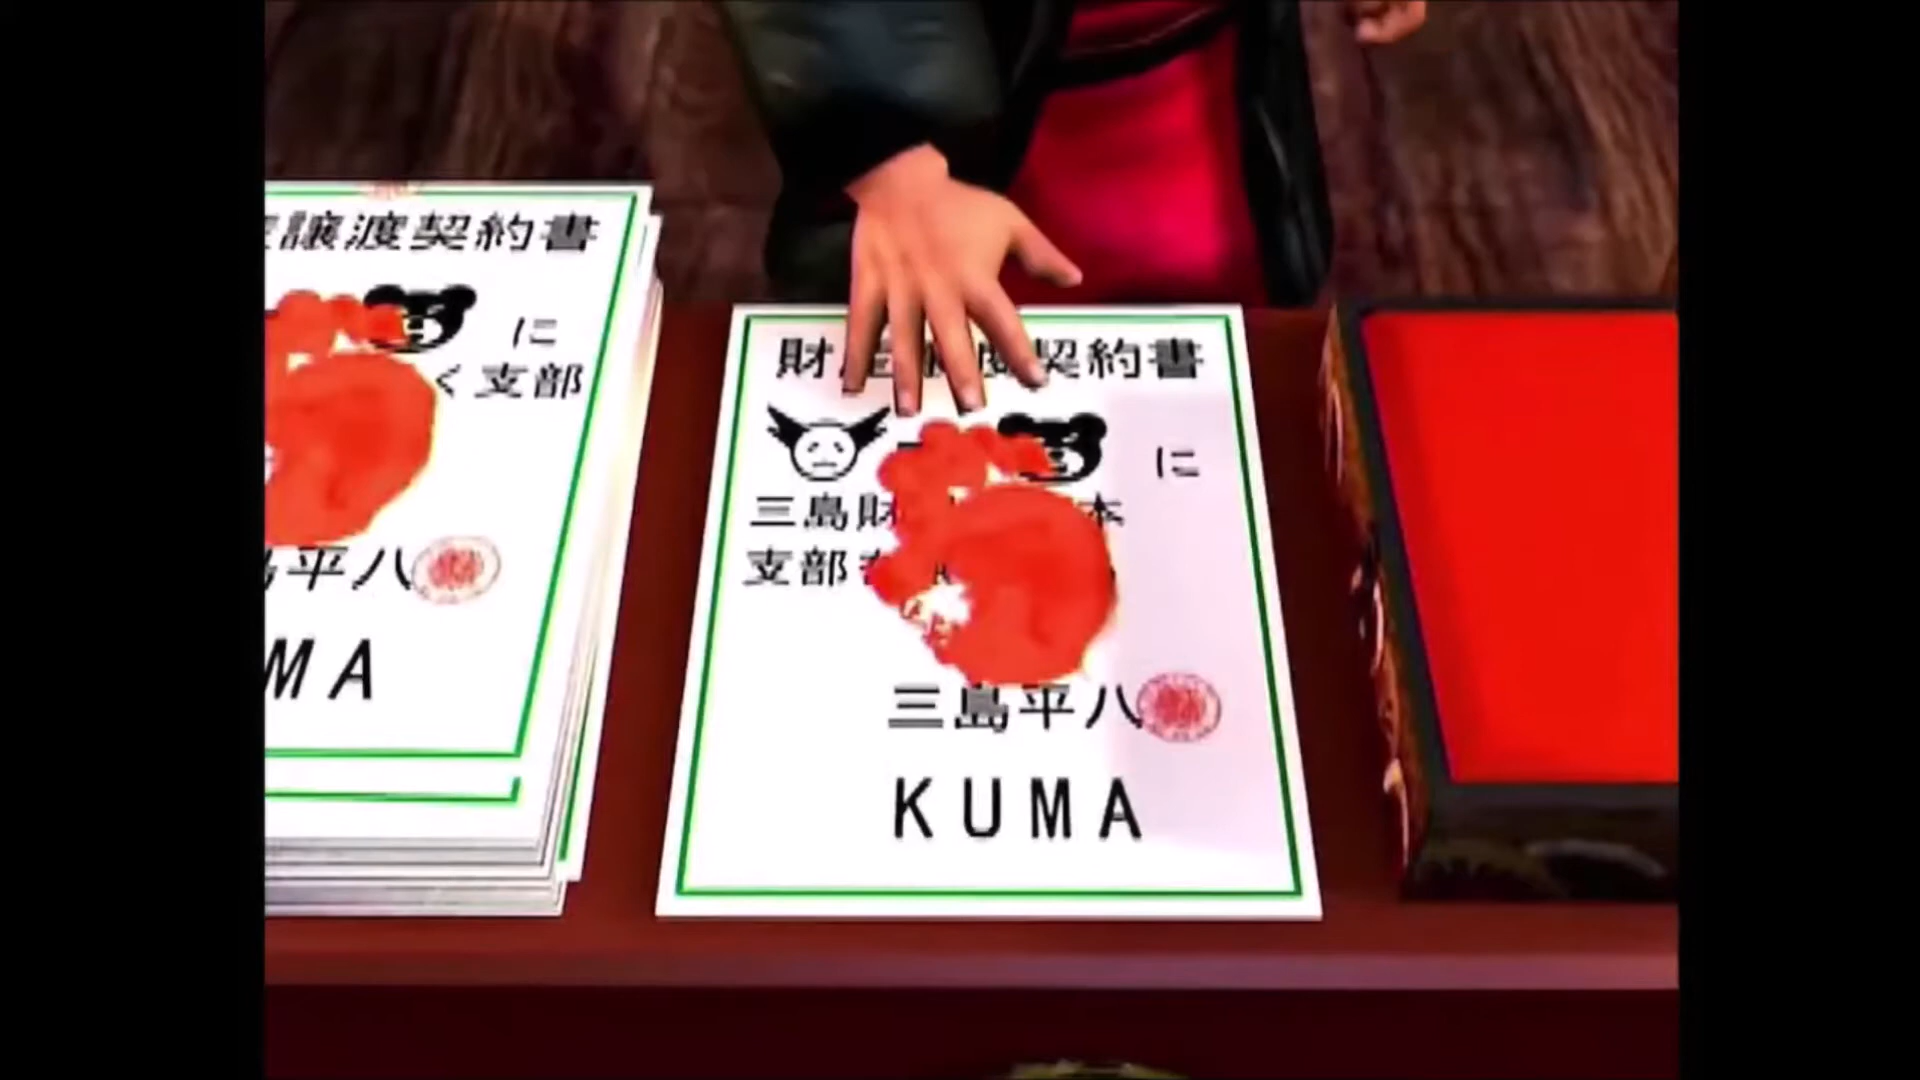 譲渡契約書
に
く支部
平八
MA
財産 契約書
に
三島財 本
支部
三島平八
KUMA